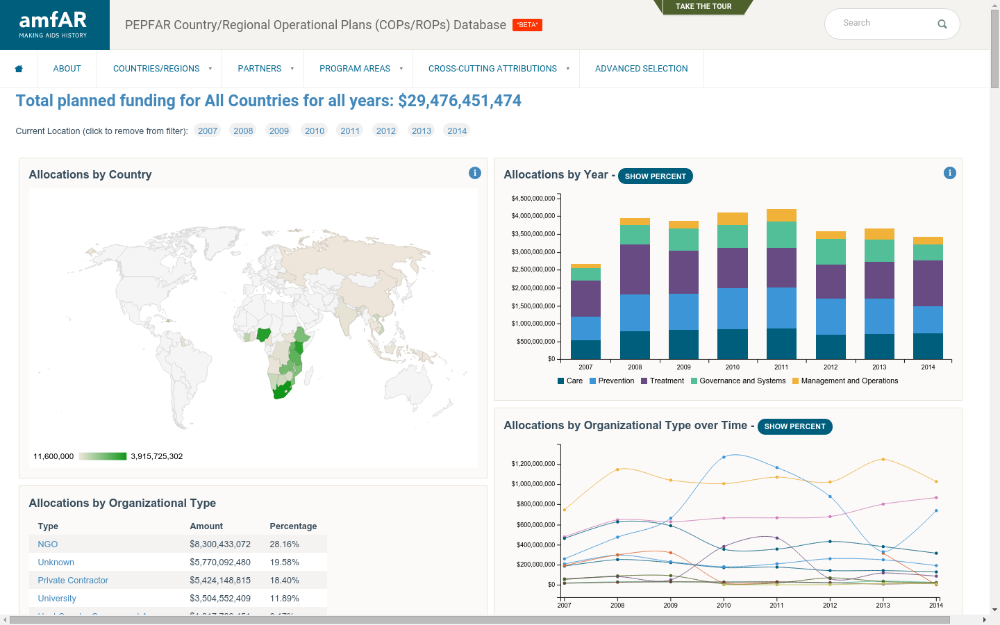 amfAR
MAKING AIDS HISTORY
PEPFAR Country/Regional Operational Plans (COPs/ROPs) Database *BETA*
TAKE THE TOUR
Search
ABOUT
COUNTRIES/REGIONS
PARTNERS
PROGRAM AREAS
CROSS-CUTTING ATTRIBUTIONS
ADVANCED SELECTION
Total planned funding for All Countries for all years: $29,476,451,474
Current Location (click to remove from filter): 2007 2008 2009 2010 2011 2012 2013 2014
Allocations by Country
i
11,600,000 3,915,725,302
Allocations by Organizational Type
Type Amount Percentage
NGO $8,300,433,072 28.16%
Unknown $5,770,092,480 19.58%
Private Contractor $5,424,148,815 18.40%
University $3,504,552,409 11.89%
Allocations by Year - SHOW PERCENT
i
$4,500,000,000
$4,000,000,000
$3,500,000,000
$3,000,000,000
$2,500,000,000
$2,000,000,000
$1,500,000,000
$1,000,000,000
$500,000,000
$0
2007 2008 2009 2010 2011 2012 2013 2014
Care Prevention Treatment Governance and Systems Management and Operations
Allocations by Organizational Type over Time - SHOW PERCENT
$1,200,000,000
$1,000,000,000
$800,000,000
$600,000,000
$400,000,000
$200,000,000
$0
2007 2008 2009 2010 2011 2012 2013 2014